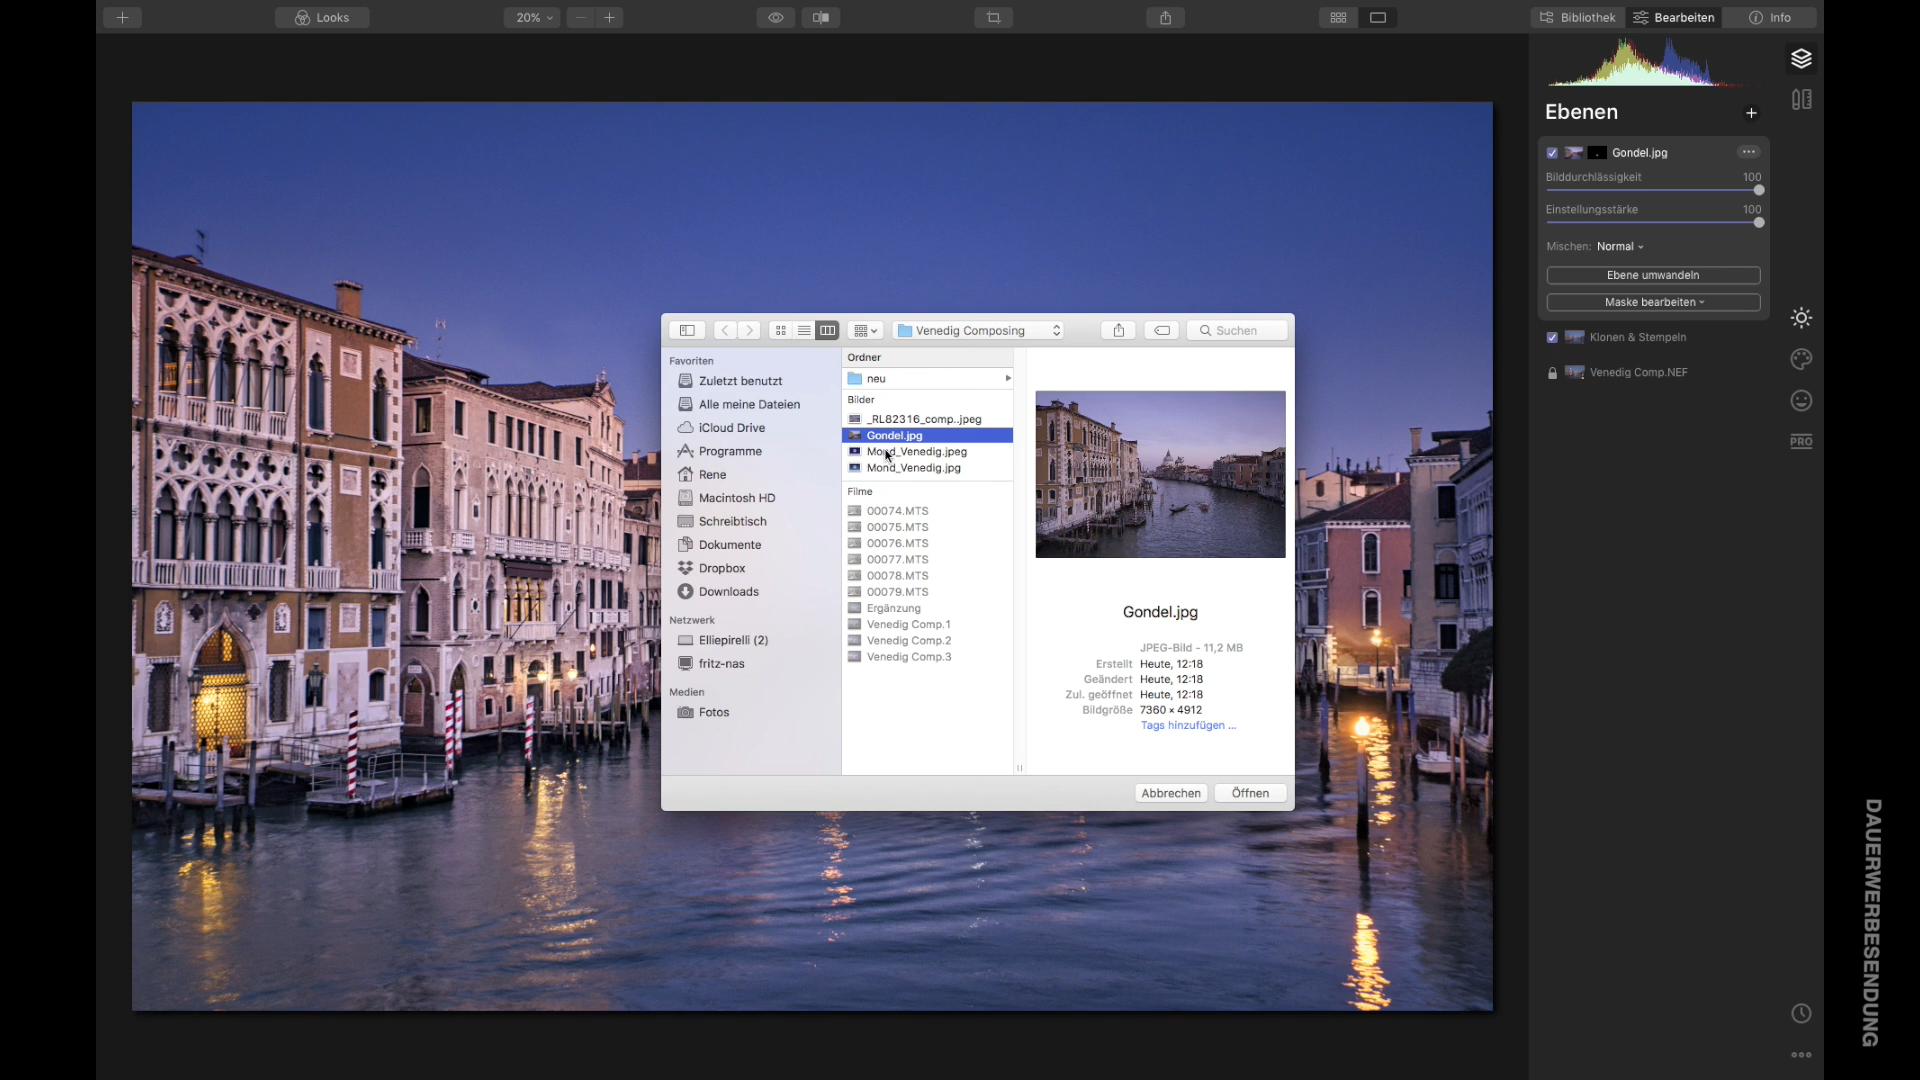 Looks
20%
Bibliothek
Bearbeiten
Info
Ebenen
Gondel.jpg
Bilddurchlässigkeit 100
Einstellungsstärke 100
Mischen: Normal
Ebene umwandeln
Maske bearbeiten
Klonen & Stempeln
Venedig Comp.NEF
PRO
Venedig Composing
Suchen
Favoriten
Zuletzt benutzt
Alle meine Dateien
iCloud Drive
Programme
Rene
Macintosh HD
Schreibtisch
Dokumente
Dropbox
Downloads
Netzwerk
Elliepirelli (2)
fritz-nas
Medien
Fotos
Ordner
neu
Bilder
_RL82316_comp..jpeg
Gondel.jpg
Mond_Venedig.jpeg
Mond_Venedig.jpg
Filme
00074.MTS
00075.MTS
00076.MTS
00077.MTS
00078.MTS
00079.MTS
Ergänzung
Venedig Comp.1
Venedig Comp.2
Venedig Comp.3
Gondel.jpg
JPEG-Bild - 11,2 MB
Erstellt Heute, 12:18
Geändert Heute, 12:18
Zul. geöffnet Heute, 12:18
Bildgröße 7360 × 4912
Tags hinzufügen ...
Abbrechen
Öffnen
DAUERWERBESENDUNG